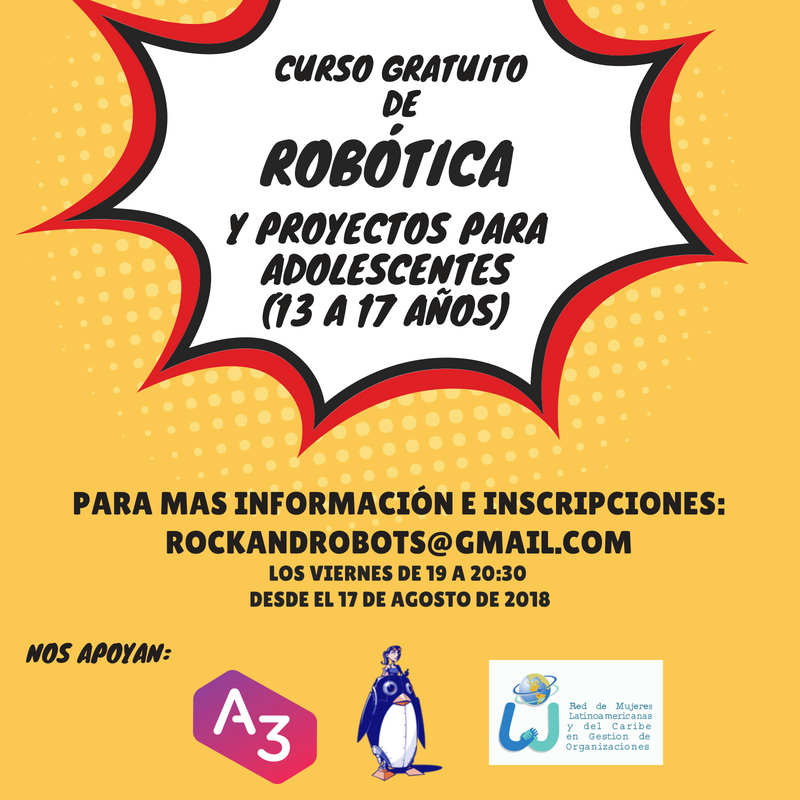 CURSO GRATUITO
DE
ROBÓTICA
Y PROYECTOS PARA
ADOLESCENTES
(13 A 17 AÑOS)
PARA MAS INFORMACIÓN E INSCRIPCIONES:
ROCKANDROBOTS@GMAIL.COM
LOS VIERNES DE 19 A 20:30
DESDE EL 17 DE AGOSTO DE 2018
NOS APOYAN:
A3
Red de Mujeres
Latinoamericanas
y del Caribe
en Gestion de
Organizaciones